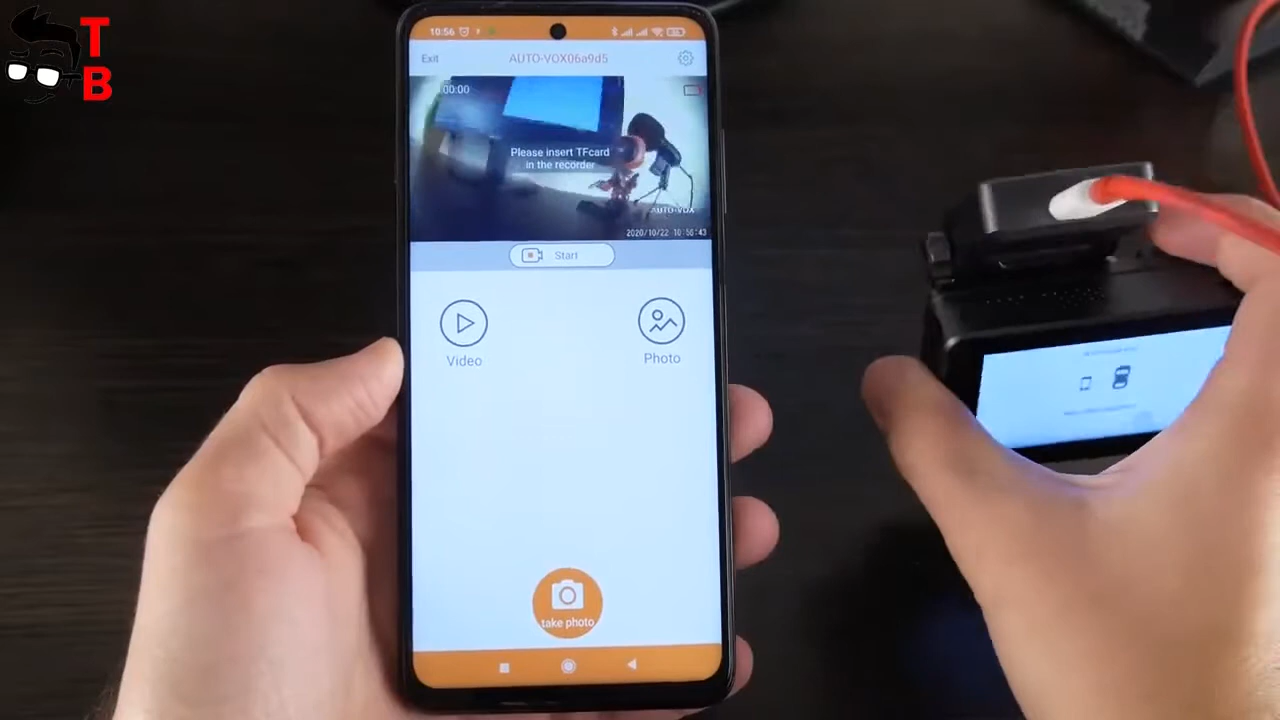 T
B
10:56
Exit
AUTO-VOX06a9d5
00:00
Please insert TFcard
in the recorder
AUTO-VOX
2020/10/22 10:56:43
Start
Video
Photo
take photo